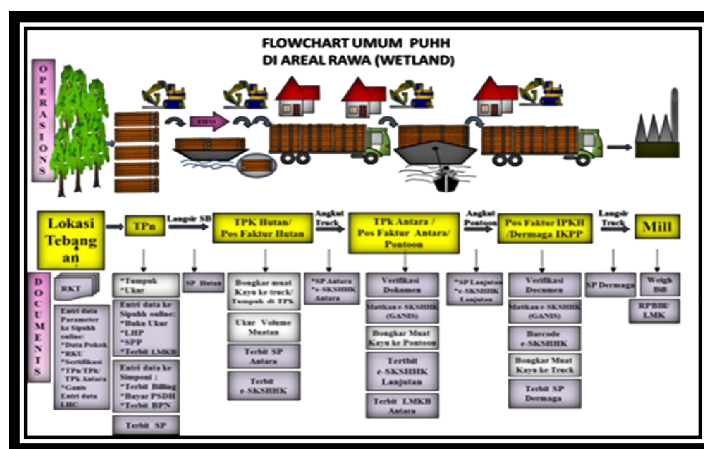 FLOWCHART UMUM PUHH
DI AREAL RAWA (WETLAND)
OPERASIONS
Lokasi
Tebang
an
TPn
Langsir SB
TPK Hutan/
Pos Faktur Hutan
Angkut
Truck
TPk Antara /
Pos Faktur Antara/
Pontoon
Angkut
Pontoon
Pos Faktur IPKH
/Dermaga IKPP
Langsir
Truck
Mill
DOCUMENTS
RKT
Entri data
Parameter
ke Sipuhh
online:
*Data Pokok
*RKU
*Sertifikasi
*TPn/TPK/
TPk Antara
*Ganis
Entri data
LHC
*Tumpuk
*Ukur
Entri data ke
Sipuhh online:
*Buku Ukur
*LHP
*SPP
*Terbit LMKB
Entri data ke
Simponi :
*Terbit Billing
*Bayar PSDH
*Terbit BPN
Terbit SP
SP Hutan
Bongkar muat
Kayu ke truck/
Tumpuk di TPk
Ukur Volume
Muatan
Terbit SP
Antara
Terbit
e-SKSHHK
*SP Antara
*e-SKSHHK
Antara
Verifikasi
Dokumen
Matikan e-SKSHHK
(GANIS)
Bongkar Muat
Kayu ke Pontoon
Tertbit
e-SKSHHK
Lanjutan
Terbit LMKB
Antara
*SP Lanjutan
*e-SKSHHK
Lanjutan
Verifikasi
Documen
Matikan e-SKSHHK
(GANIS)
Barcode
e-SKSHHK
Bongkar Muat
Kayu ke Truck
Terbit SP
Dermaga
SP Dermaga
Weigh
Bill
RPBBI/
LMK